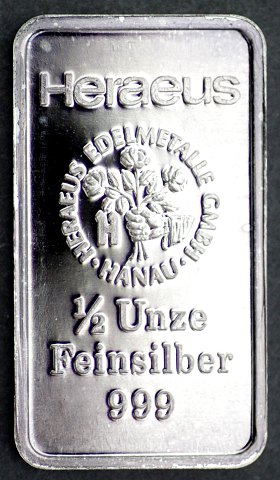 Heraeus
HERAEUS EDELMETALLE GMBH
· HANAU ·
H
½ Unze
Feinsilber
999